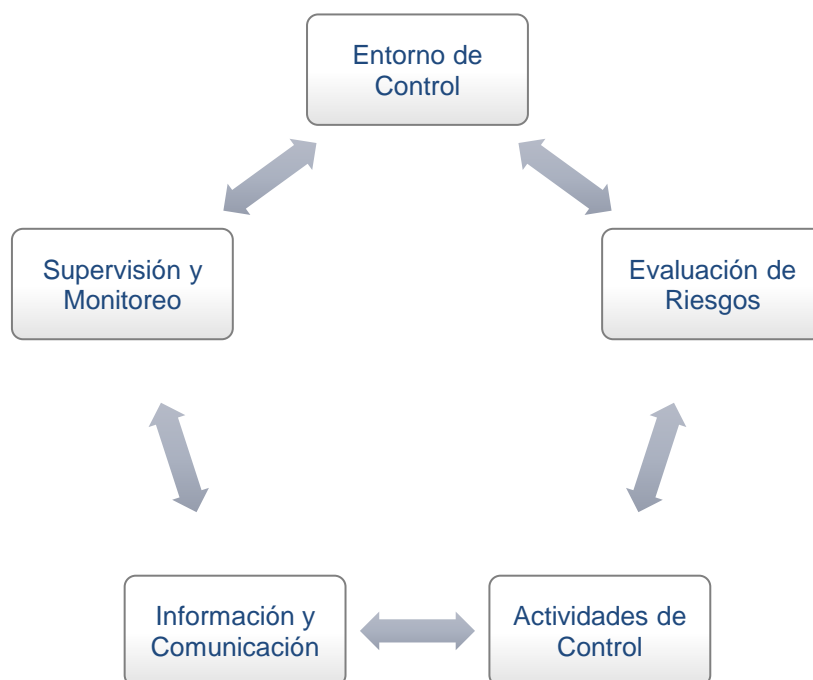 Entorno de
Control
Supervisión y
Monitoreo
Evaluación de
Riesgos
Información y
Comunicación
Actividades de
Control